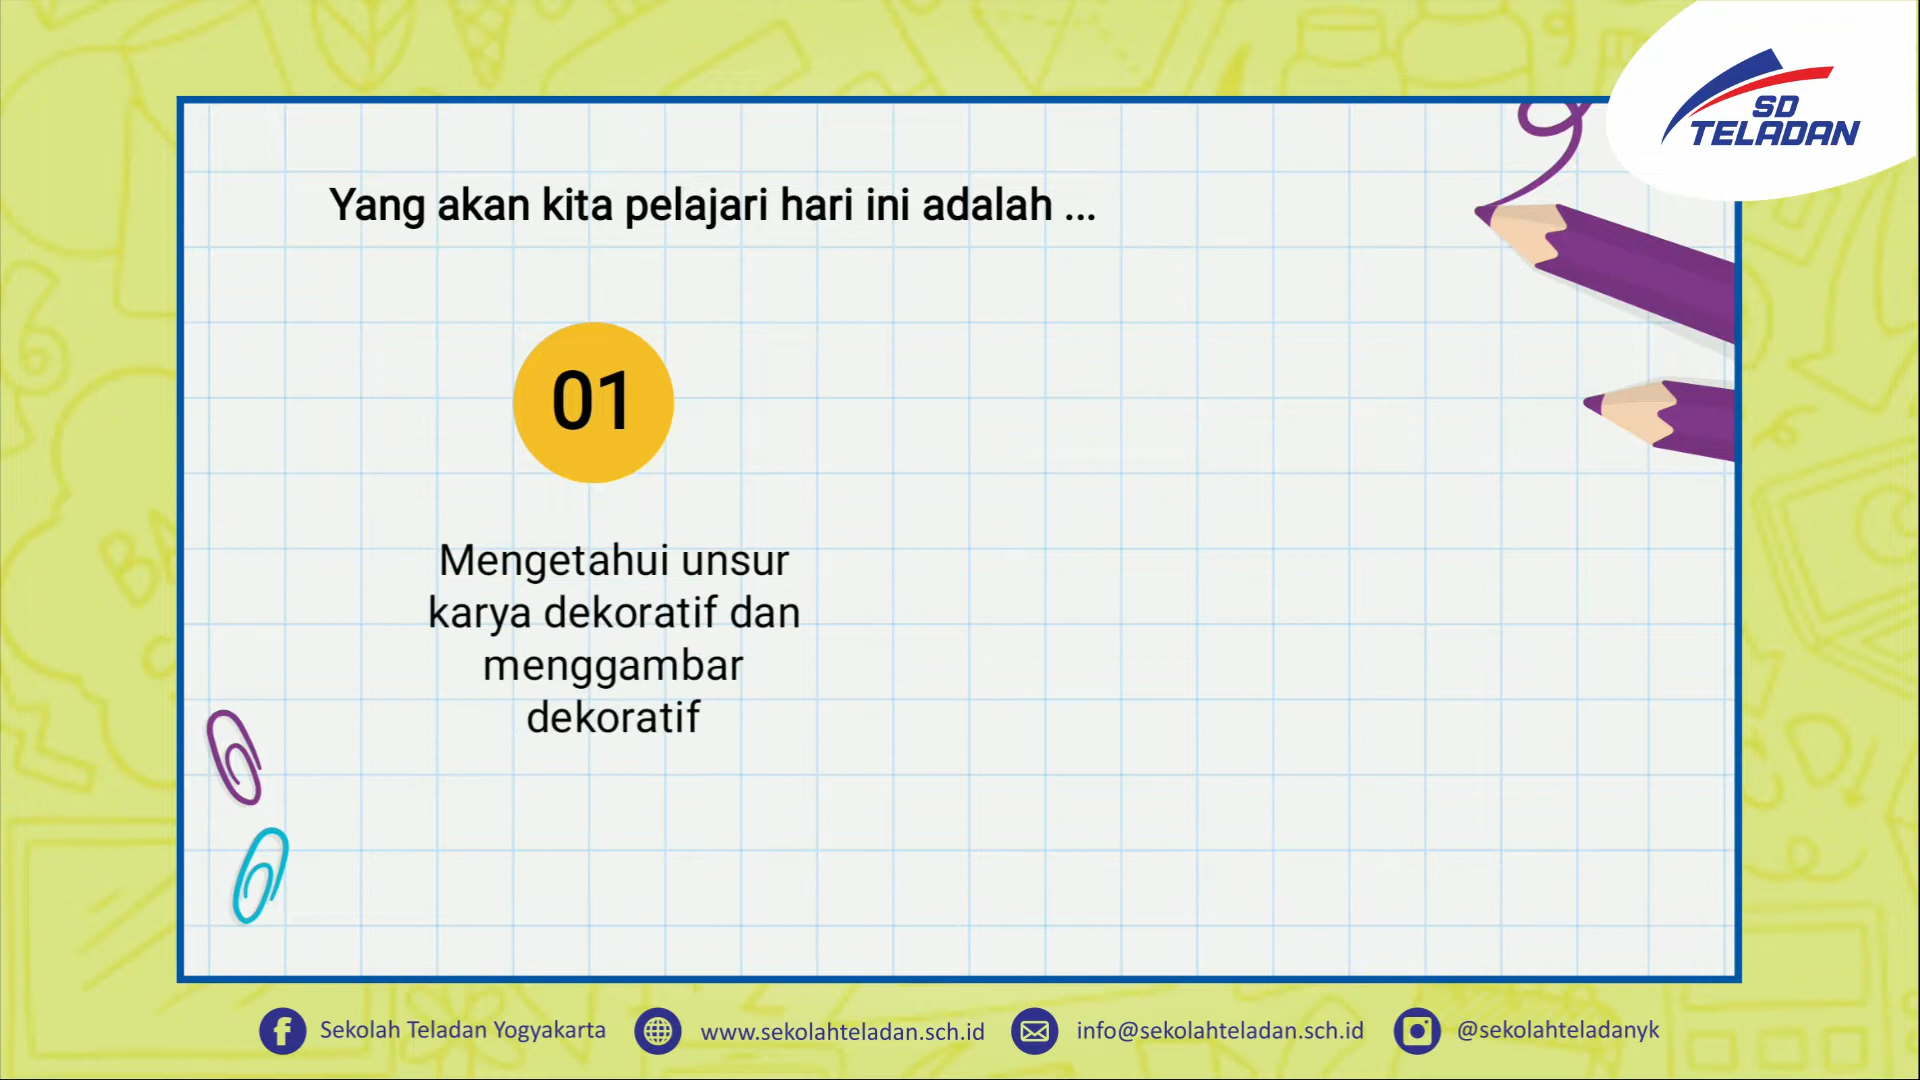 SD
TELADAN
Yang akan kita pelajari hari ini adalah ...
01
Mengetahui unsur
karya dekoratif dan
menggambar
dekoratif
Sekolah Teladan Yogyakarta
www.sekolahteladan.sch.id
info@sekolahteladan.sch.id
@sekolahteladanyk